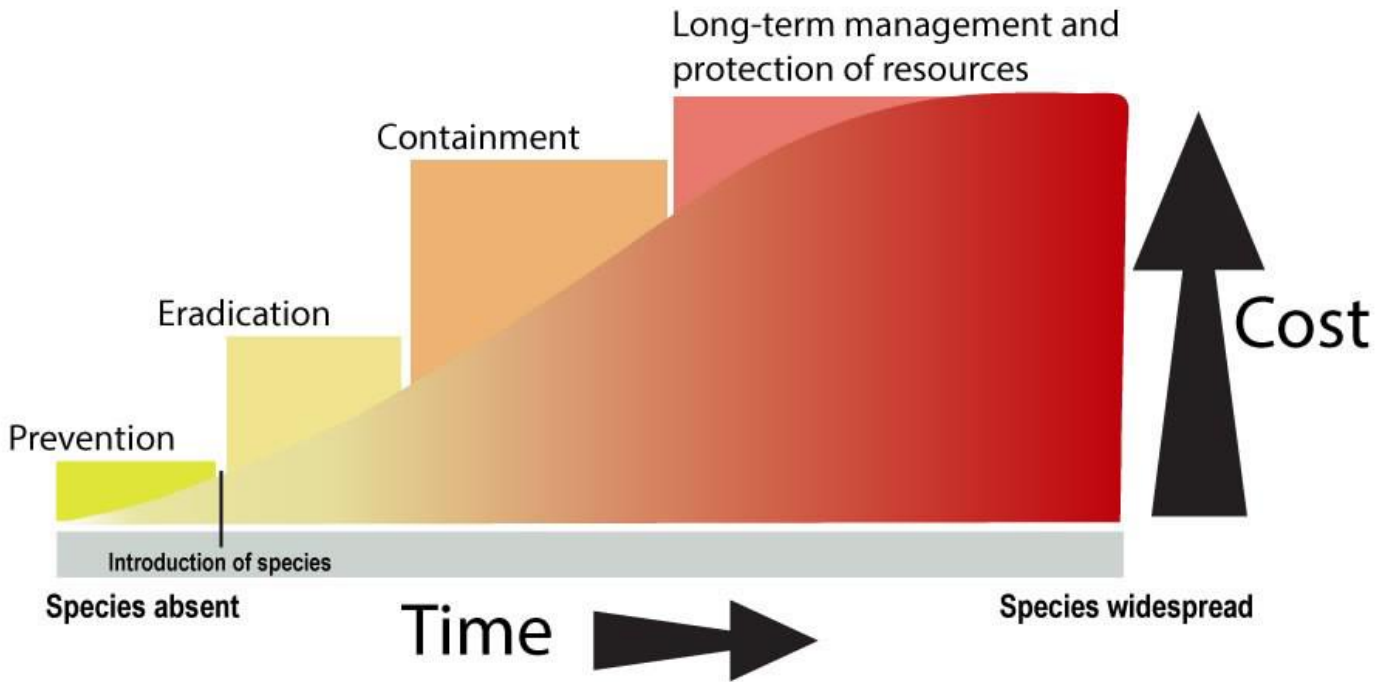 Long-term management and
protection of resources
Containment
Eradication
Prevention
Cost
Introduction of species
Species absent
Time
Species widespread